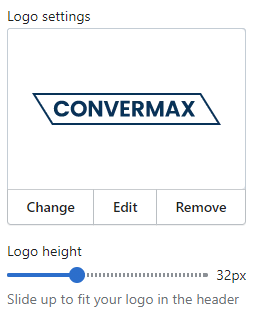 Logo settings
CONVERMAX
Change Edit Remove
Logo height
32px
Slide up to fit your logo in the header